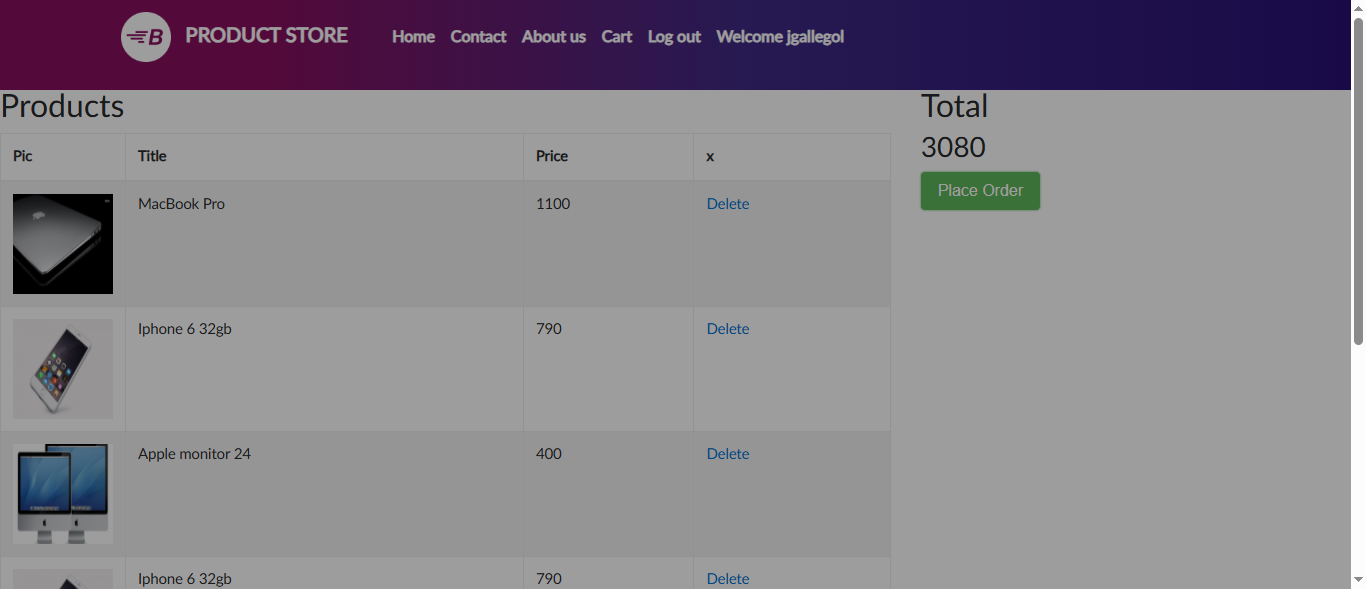 B PRODUCT STORE Home Contact About us Cart Log out Welcome jgallegol
Products
Total
3080
Place Order
Pic Title Price x
MacBook Pro 1100 Delete
Iphone 6 32gb 790 Delete
Apple monitor 24 400 Delete
Iphone 6 32gb 790 Delete